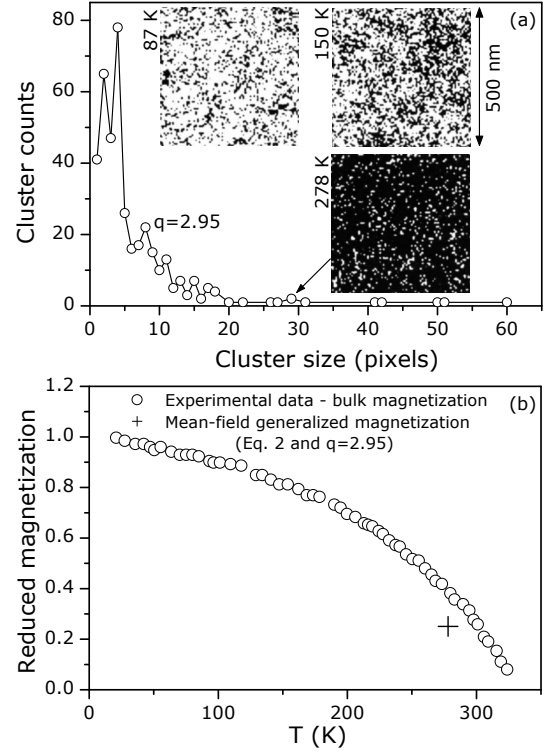 (a)
87 K
150 K
500 nm
278 K
q=2.95
80
60
40
20
0
0 10 20 30 40 50 60
Cluster counts
Cluster size (pixels)
(b)
Experimental data - bulk magnetization
Mean-field generalized magnetization
(Eq. 2 and q=2.95)
1.2
1.0
0.8
0.6
0.4
0.2
0.0
0 100 200 300
Reduced magnetization
T (K)